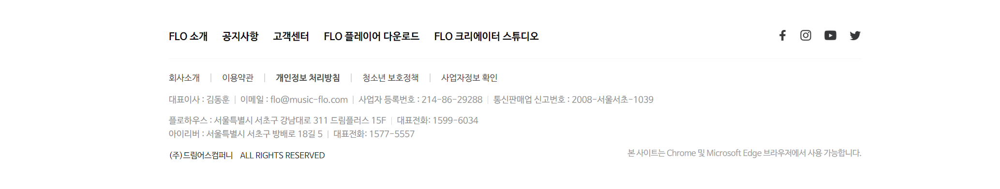 FLO 소개 공지사항 고객센터 FLO 플레이어 다운로드 FLO 크리에이터 스튜디오
회사소개 | 이용약관 | 개인정보 처리방침 | 청소년 보호정책 | 사업자정보 확인
대표이사 : 김동훈 | 이메일 : flo@music-flo.com | 사업자 등록번호 : 214-86-29288 | 통신판매업 신고번호 : 2008-서울서초-1039
플로하우스 : 서울특별시 서초구 강남대로 311 드림플러스 15F | 대표전화: 1599-6034
아이리버 : 서울특별시 서초구 방배로 18길 5 | 대표전화: 1577-5557
(주)드림어스컴퍼니 ALL RIGHTS RESERVED
본 사이트는 Chrome 및 Microsoft Edge 브라우저에서 사용 가능합니다.